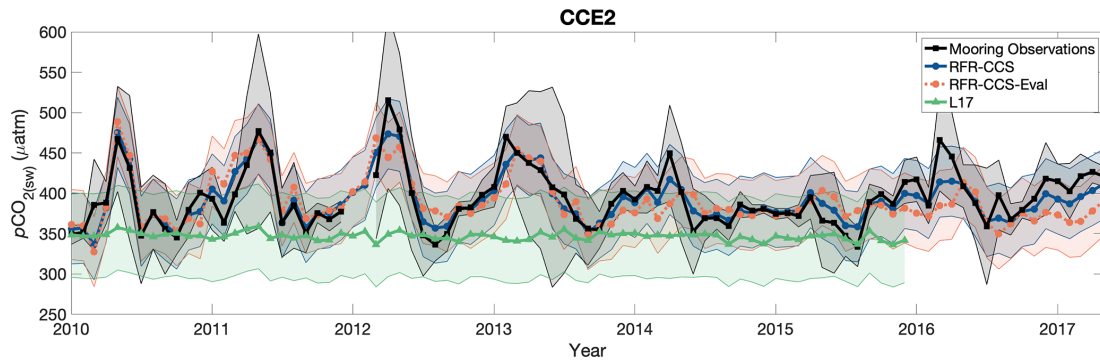 CCE2
600
550
500
450
400
350
300
250
pCO2(sw) (μatm)
Mooring Observations
RFR-CCS
RFR-CCS-Eval
L17
2010 2011 2012 2013 2014 2015 2016 2017
Year